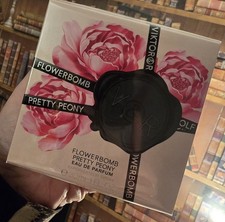 FLOWERBOMB
VIKTOR&R
OLF
PRETTY PEONY
FLOWERBOMB
FLOWERBOMB
PRETTY PEONY
EAU DE PARFUM